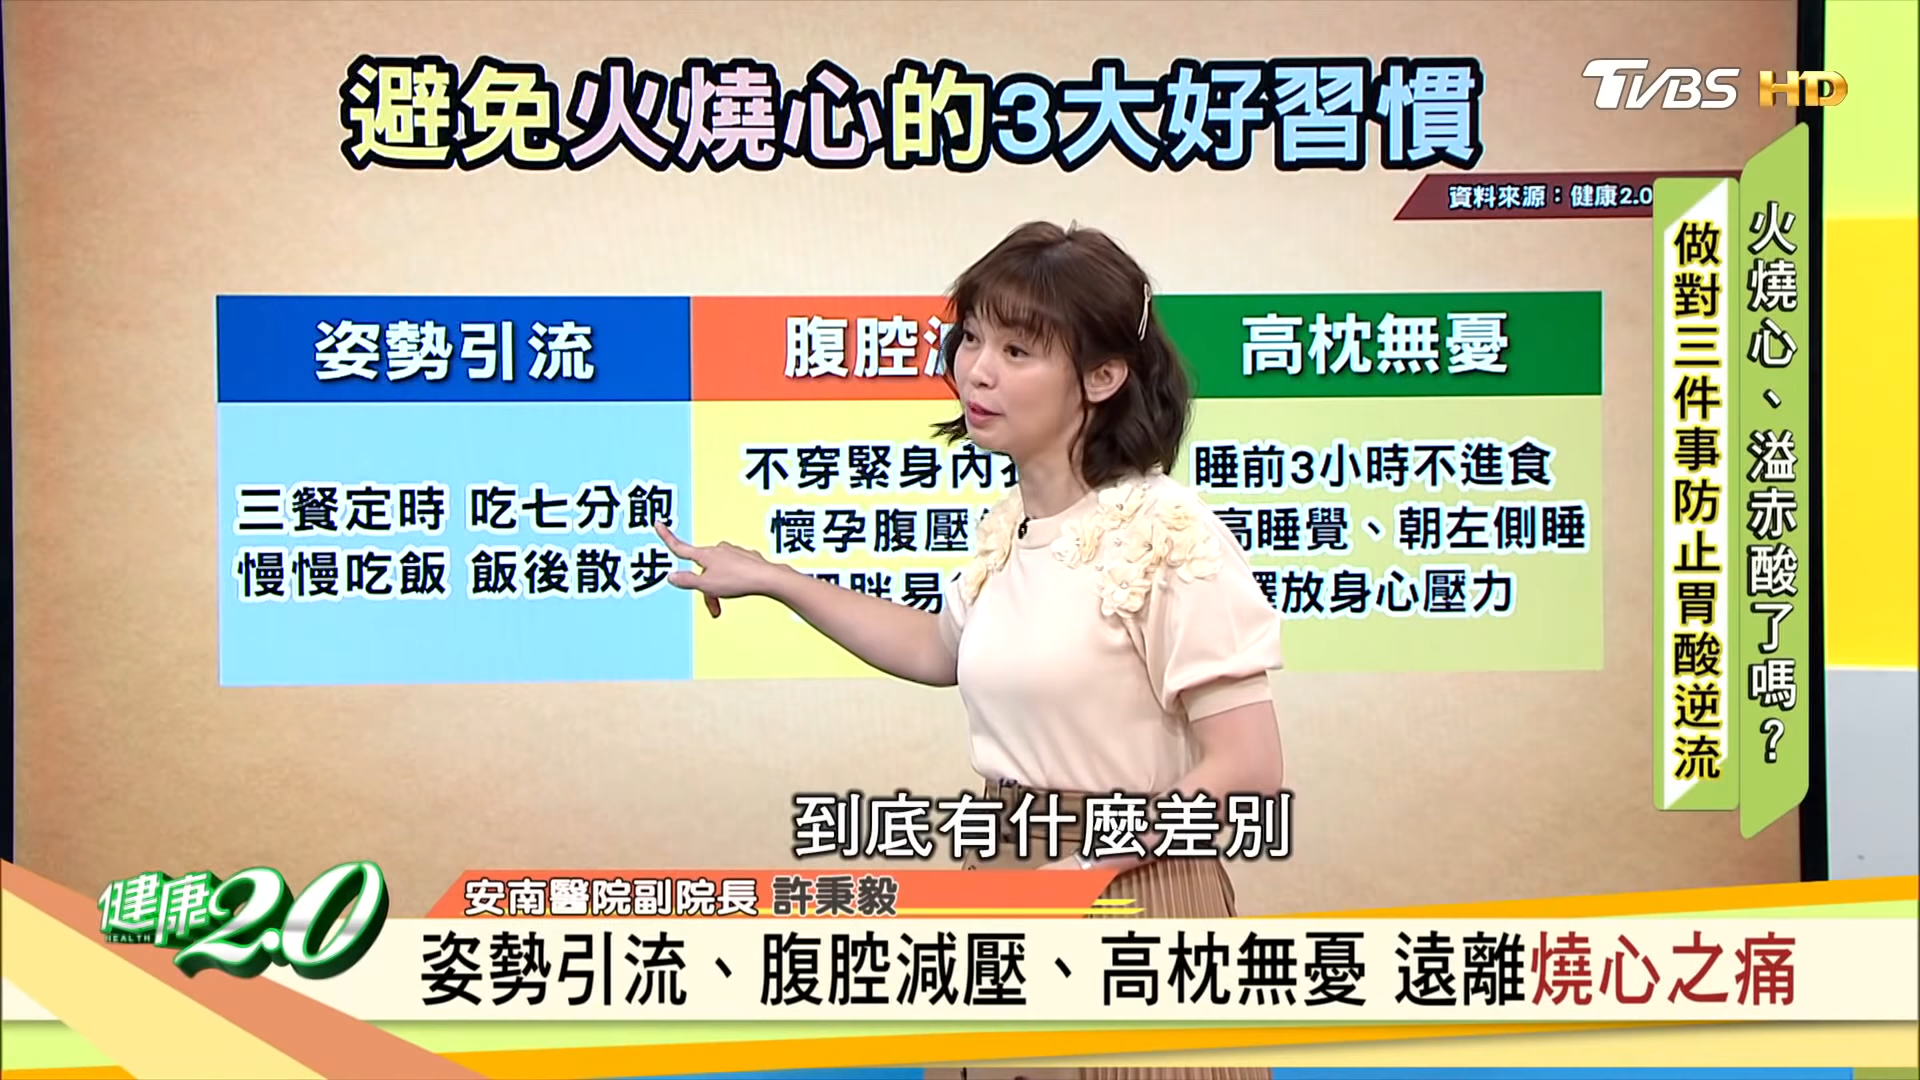 避免火燒心的3大好習慣
TVBS HD
資料來源：健康2.0
火燒心、溢赤酸了嗎？
做對三件事防止胃酸逆流
姿勢引流
三餐定時 吃七分飽
慢慢吃飯 飯後散步
腹腔
不穿緊身內
懷孕腹壓
胖易
高枕無憂
睡前3小時不進食
高睡覺、朝左側睡
釋放身心壓力
到底有什麼差別
健康2.0
HEALTH
安南醫院副院長 許秉毅
姿勢引流、腹腔減壓、高枕無憂 遠離燒心之痛